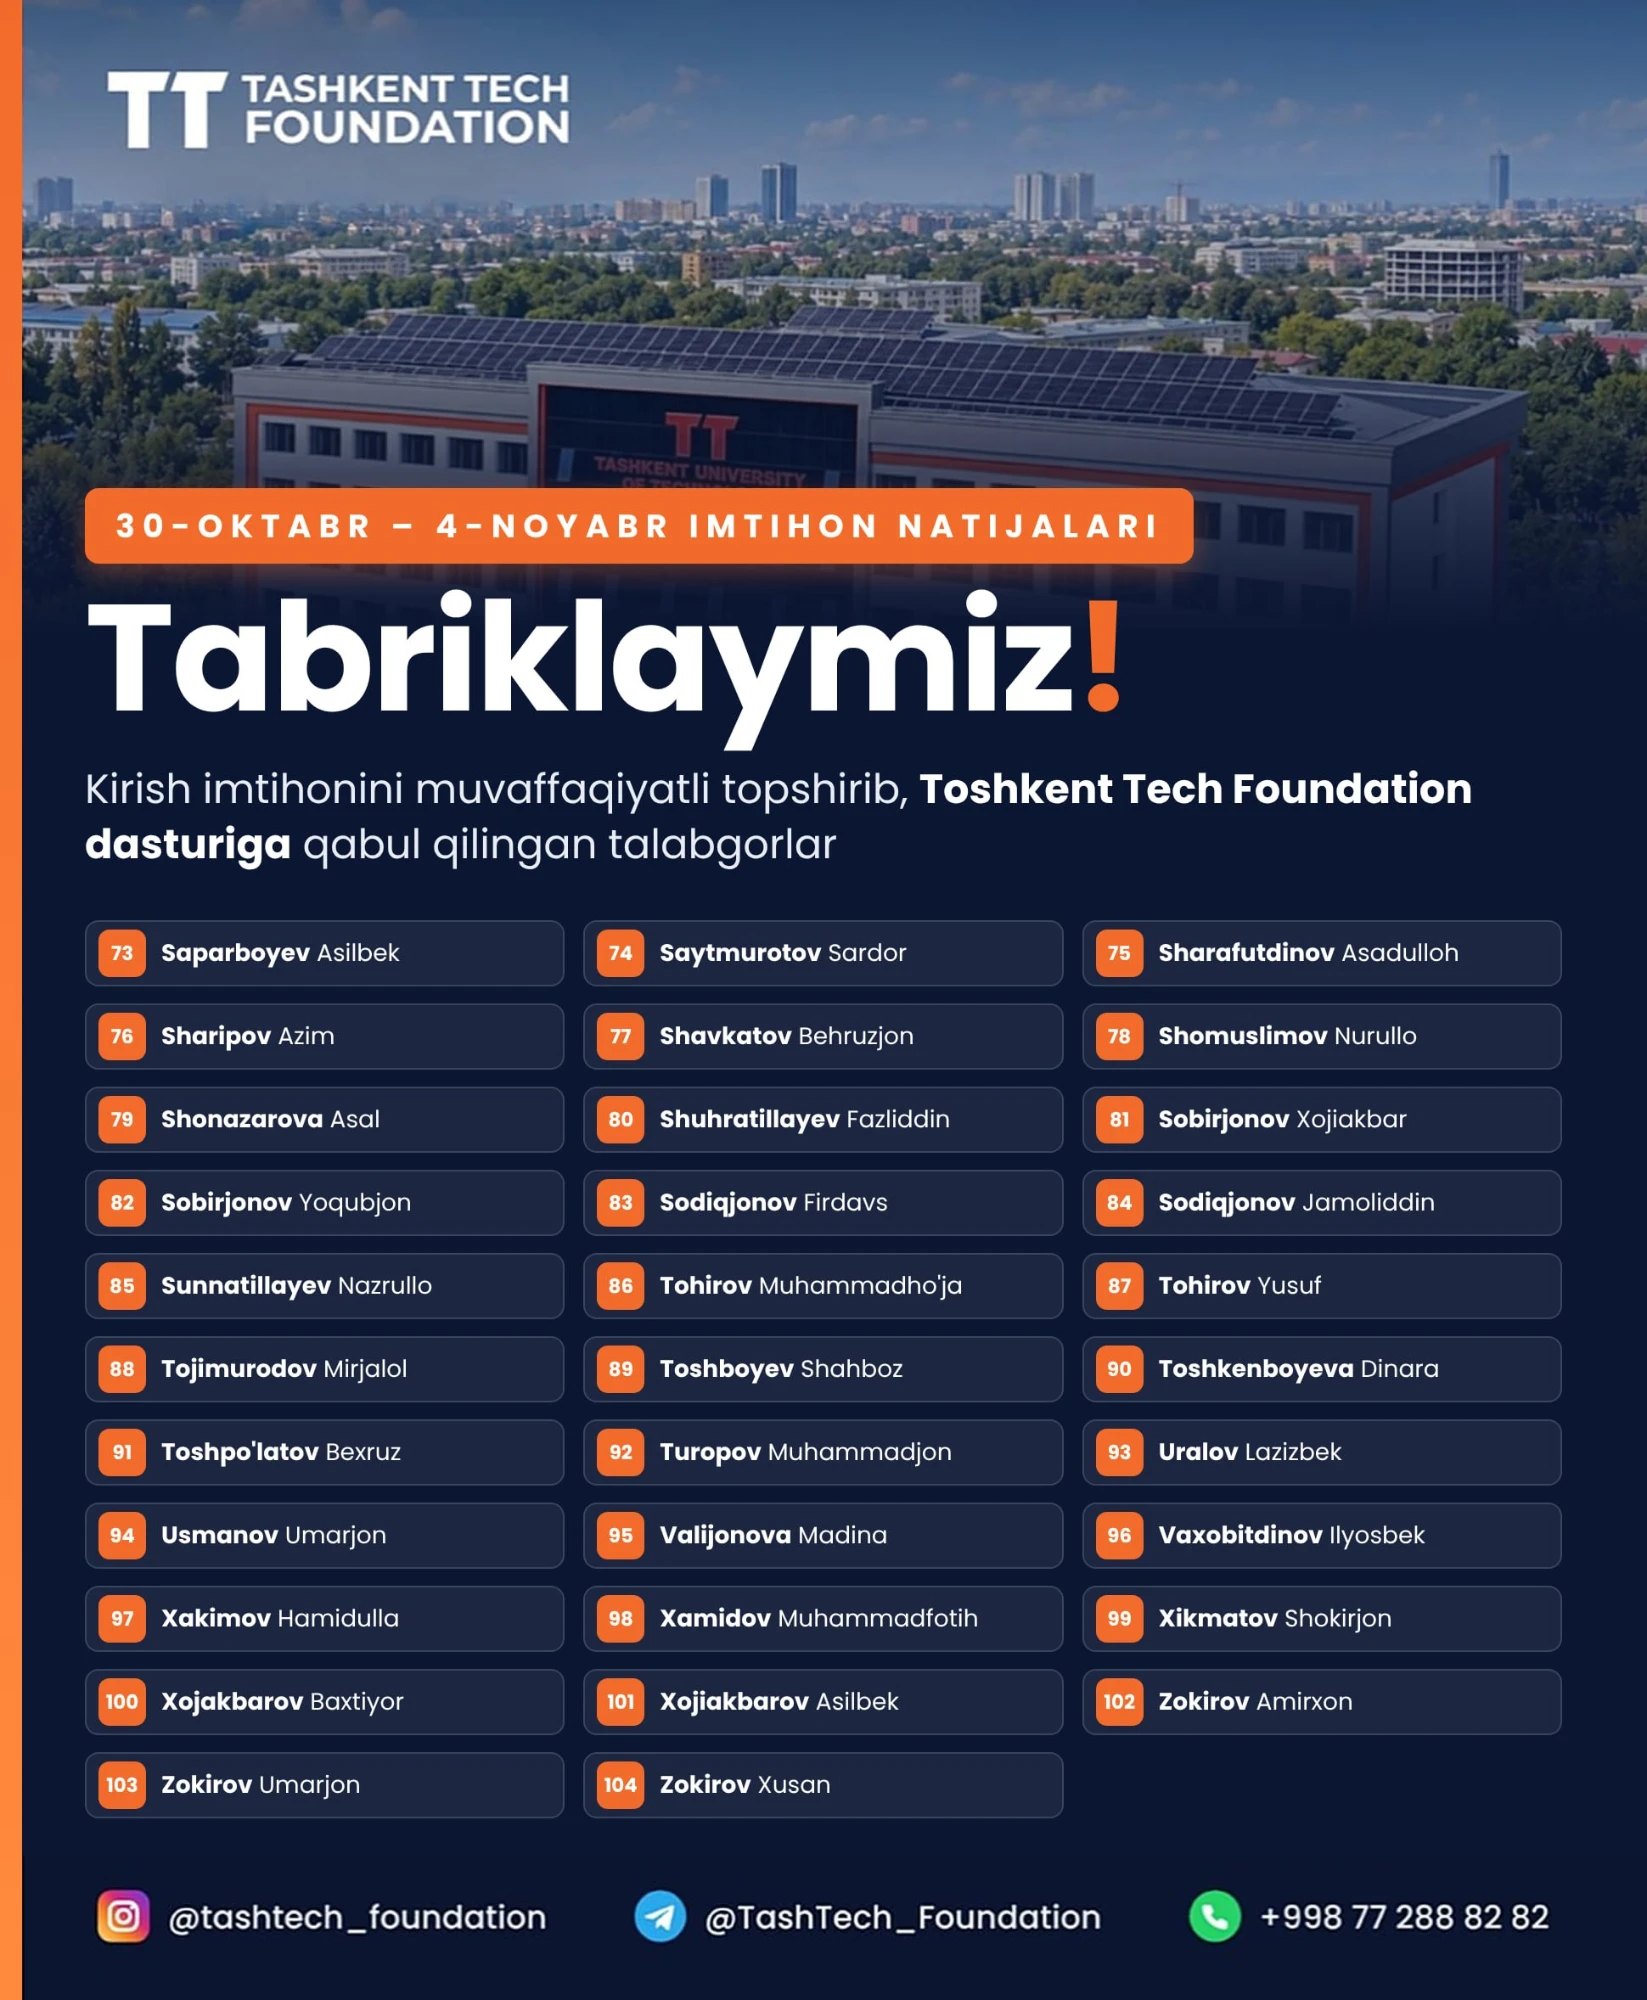 TT TASHKENT TECH
FOUNDATION
TT
TASHKENT UNIVERSITY
30-OKTABR – 4-NOYABR IMTIHON NATIJALARI
Tabriklaymiz!
Kirish imtihonini muvaffaqiyatli topshirib, Toshkent Tech Foundation
dasturiga qabul qilingan talabgorlar
73 Saparboyev Asilbek
74 Saytmurotov Sardor
75 Sharafutdinov Asadulloh
76 Sharipov Azim
77 Shavkatov Behruzjon
78 Shomuslimov Nurullo
79 Shonazarova Asal
80 Shuhratillayev Fazliddin
81 Sobirjonov Xojiakbar
82 Sobirjonov Yoqubjon
83 Sodiqjonov Firdavs
84 Sodiqjonov Jamoliddin
85 Sunnatillayev Nazrullo
86 Tohirov Muhammadho'ja
87 Tohirov Yusuf
88 Tojimurodov Mirjalol
89 Toshboyev Shahboz
90 Toshkenboyeva Dinara
91 Toshpo'latov Bexruz
92 Turopov Muhammadjon
93 Uralov Lazizbek
94 Usmanov Umarjon
95 Valijonova Madina
96 Vaxobitdinov Ilyosbek
97 Xakimov Hamidulla
98 Xamidov Muhammadfotih
99 Xikmatov Shokirjon
100 Xojakbarov Baxtiyor
101 Xojiakbarov Asilbek
102 Zokirov Amirxon
103 Zokirov Umarjon
104 Zokirov Xusan
@tashtech_foundation
@TashTech_Foundation
+998 77 288 82 82